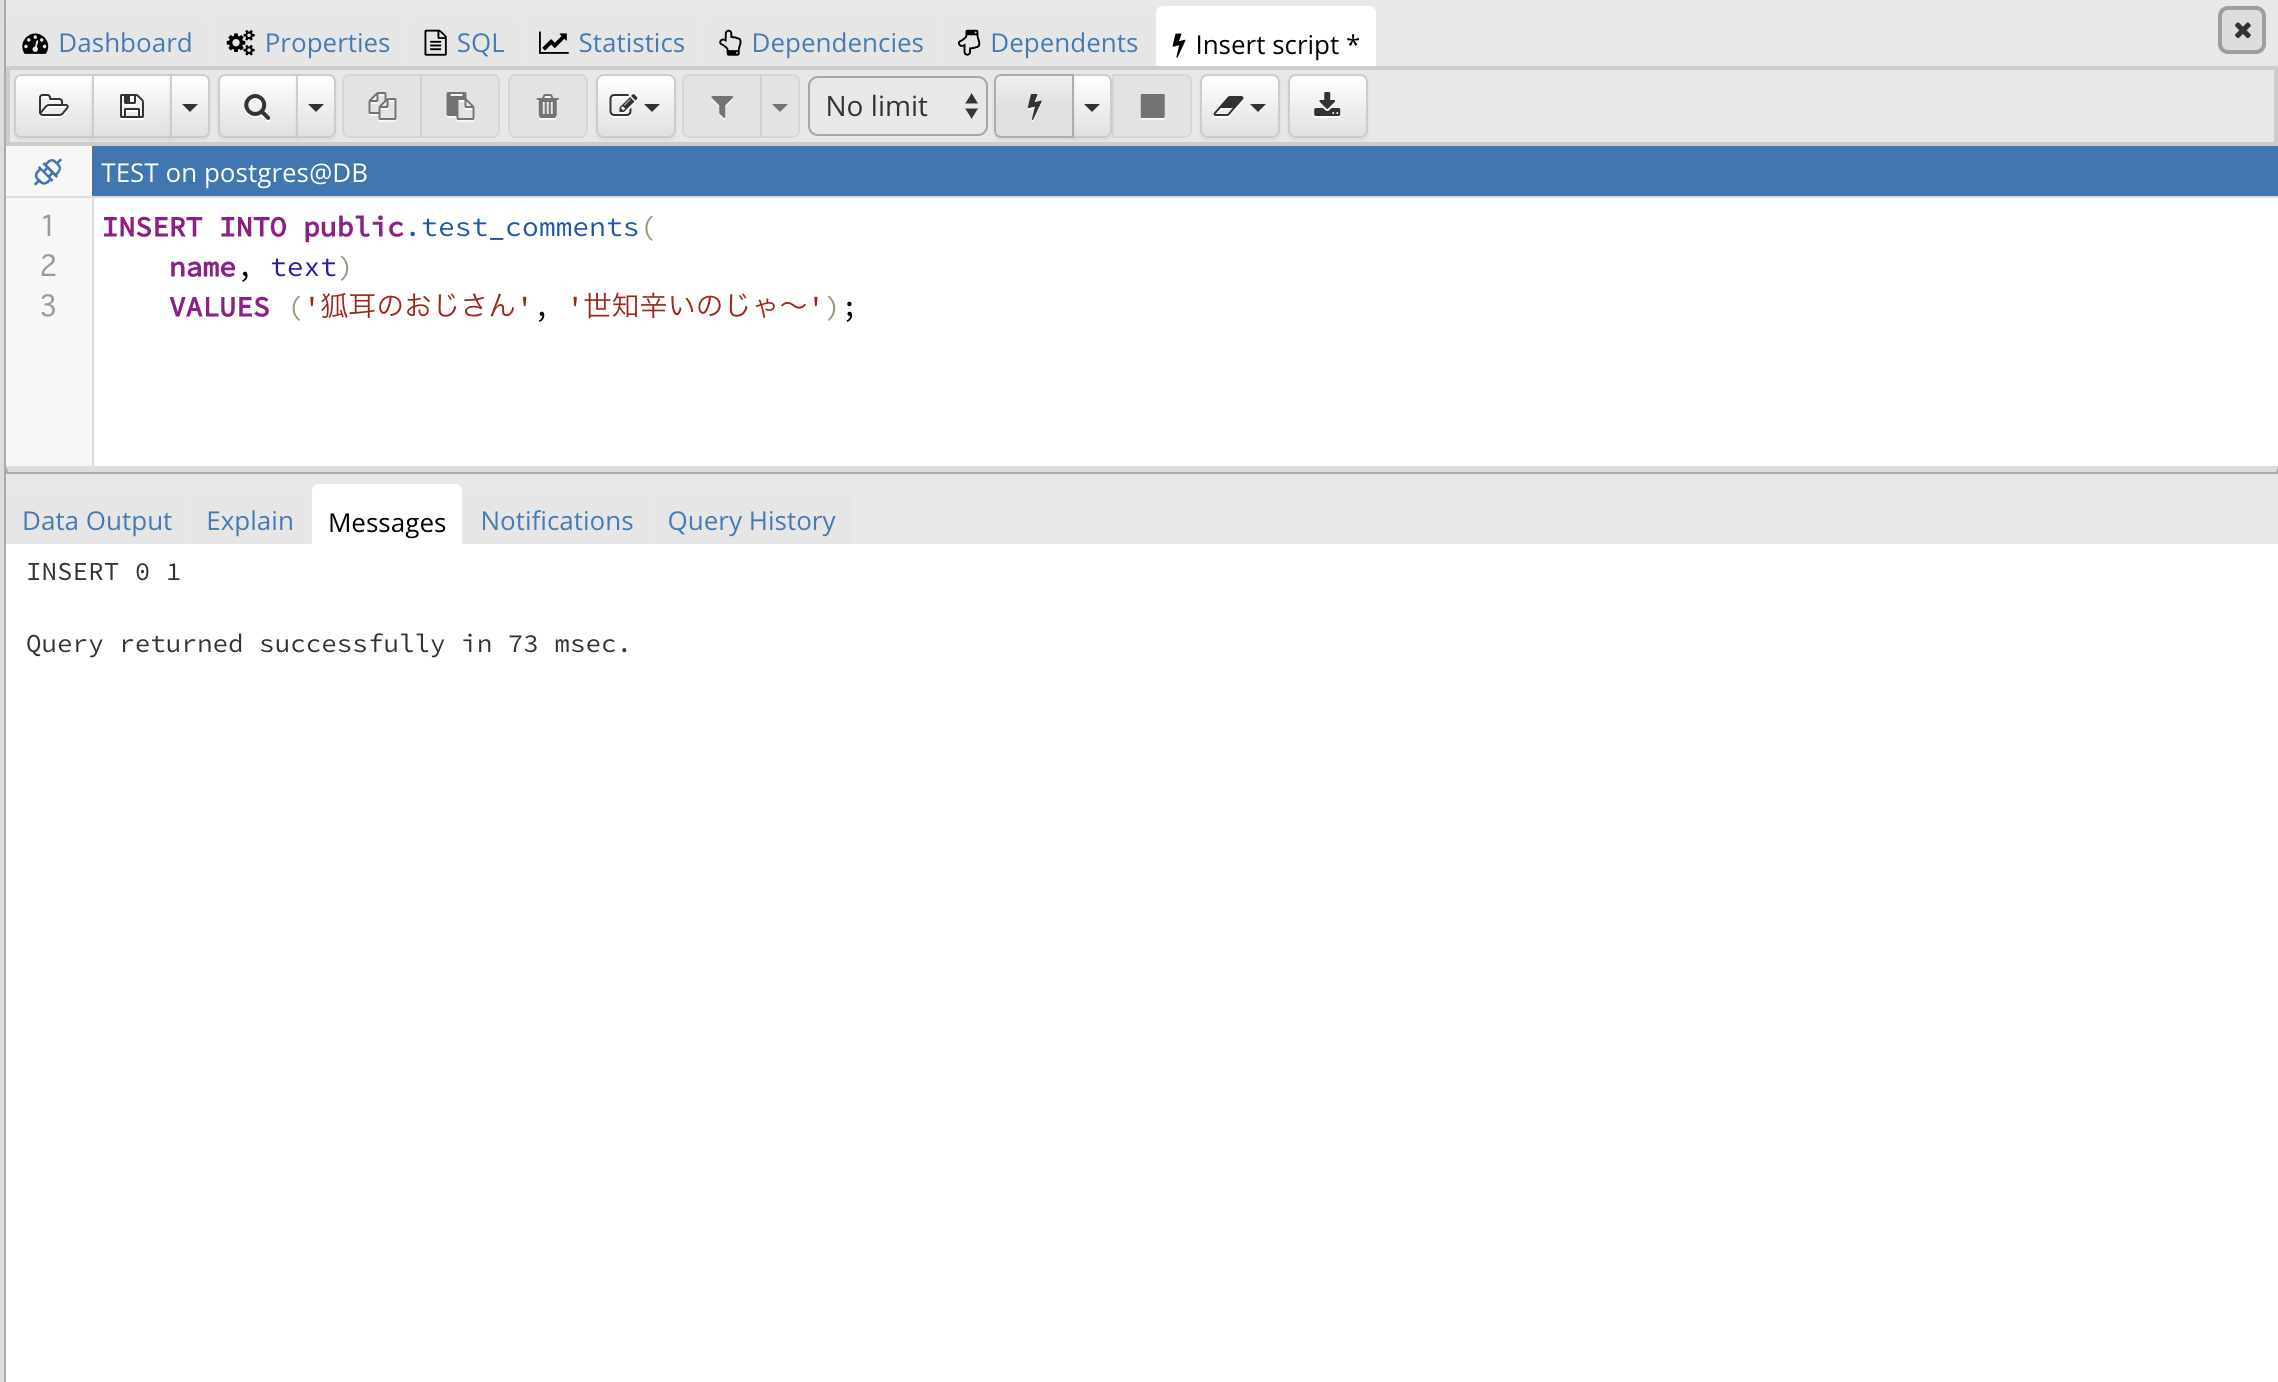 Dashboard Properties SQL Statistics Dependencies Dependents Insert script *
No limit
TEST on postgres@DB
1 INSERT INTO public.test_comments(
2 name, text)
3 VALUES ('狐耳のおじさん', '世知辛いのじゃ〜');
Data Output Explain Messages Notifications Query History
INSERT 0 1
Query returned successfully in 73 msec.